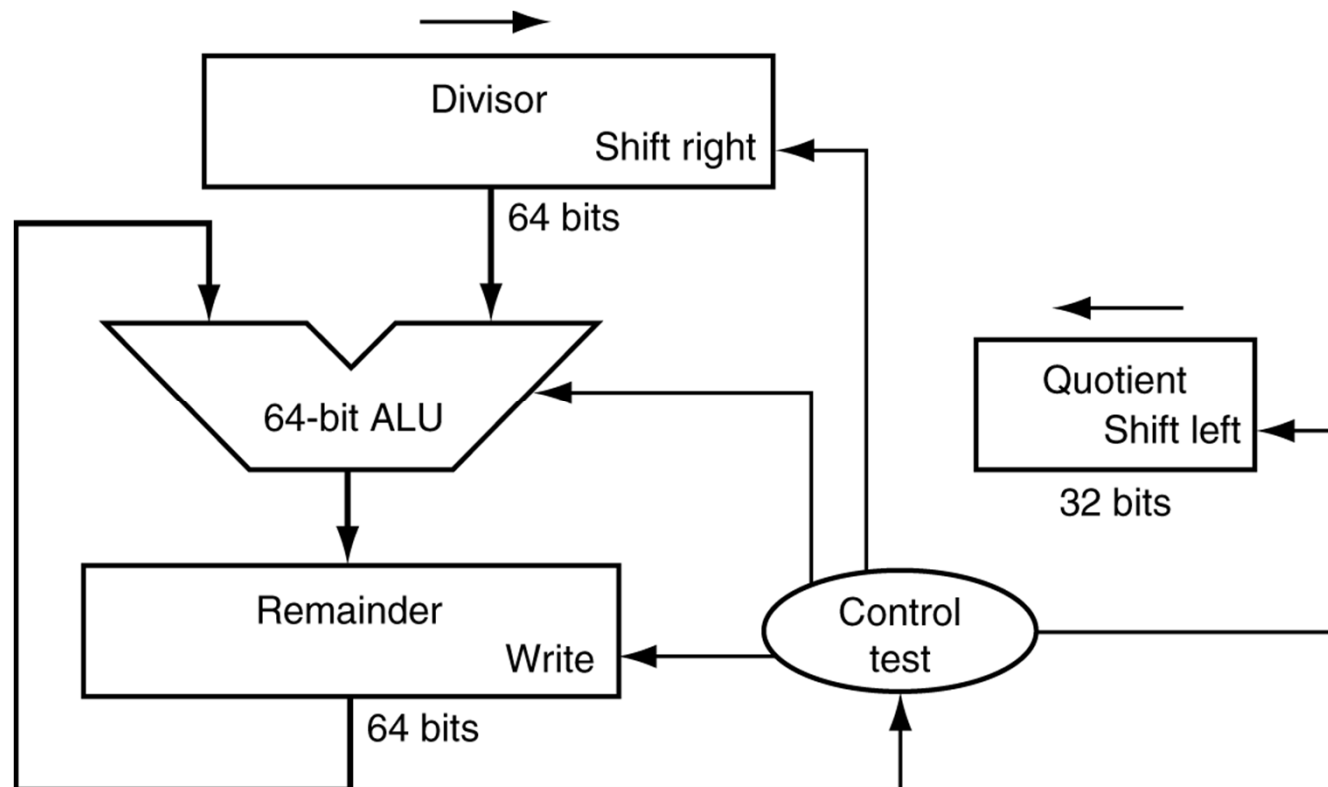 Divisor
Shift right
64 bits
Quotient
Shift left
32 bits
64-bit ALU
Remainder
Write
64 bits
Control
test